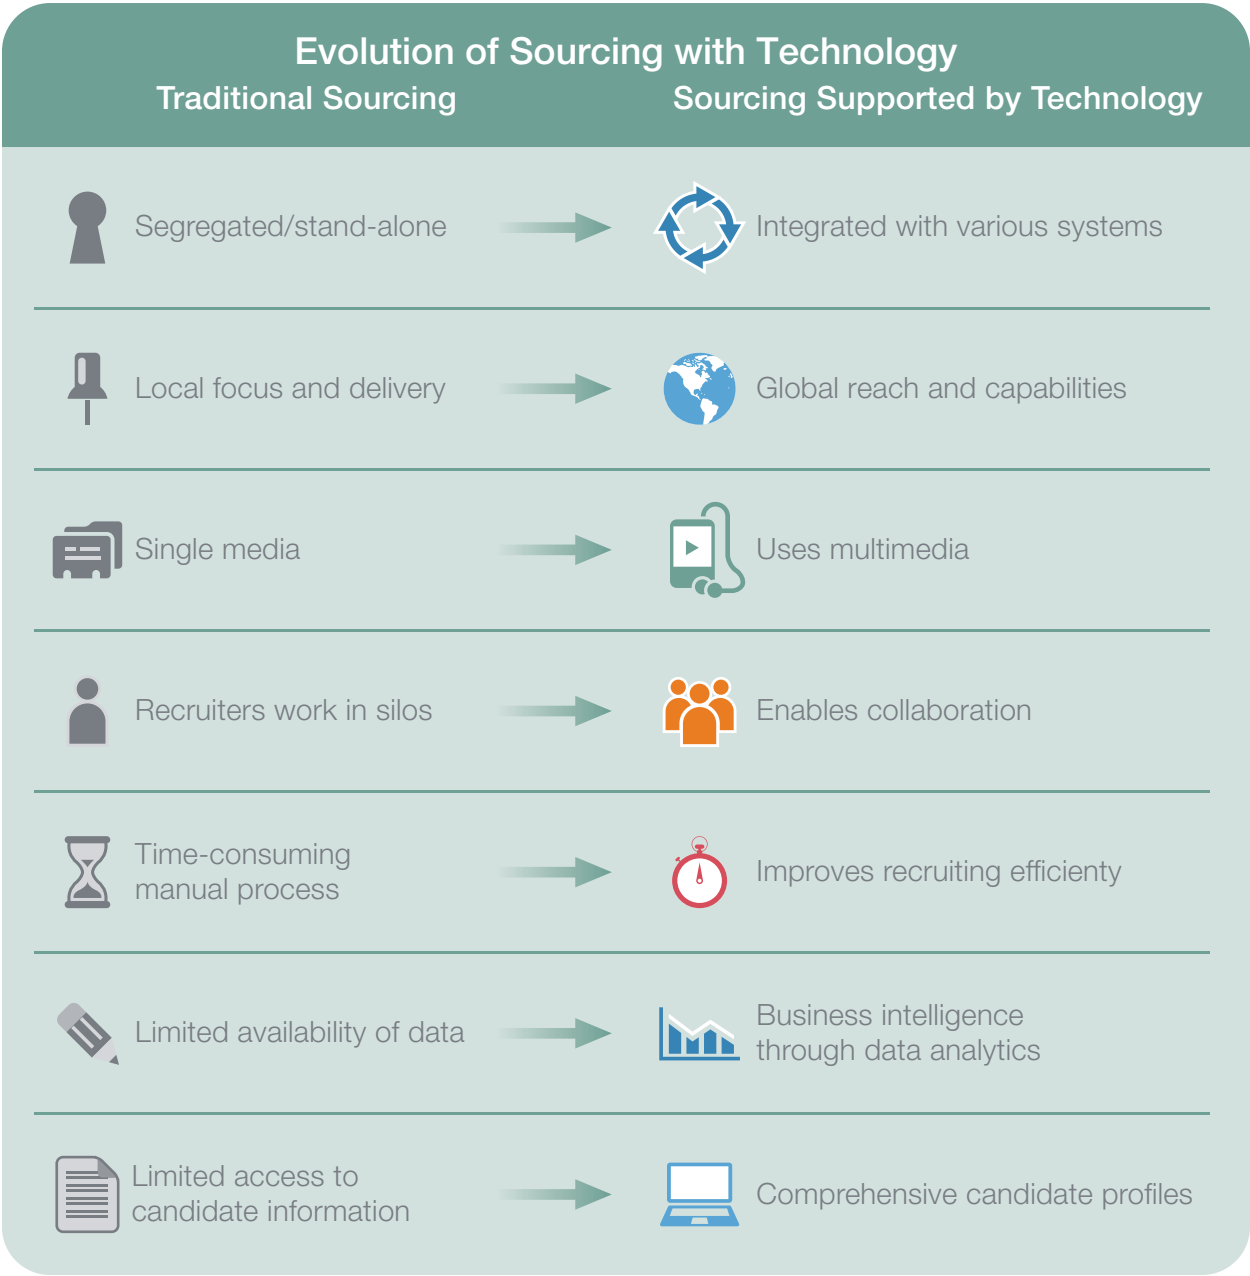 Evolution of Sourcing with Technology
Traditional Sourcing
Sourcing Supported by Technology
Segregated/stand-alone
Integrated with various systems
Local focus and delivery
Global reach and capabilities
Single media
Uses multimedia
Recruiters work in silos
Enables collaboration
Time-consuming
manual process
Improves recruiting efficienty
Limited availability of data
Business intelligence
through data analytics
Limited access to
candidate information
Comprehensive candidate profiles